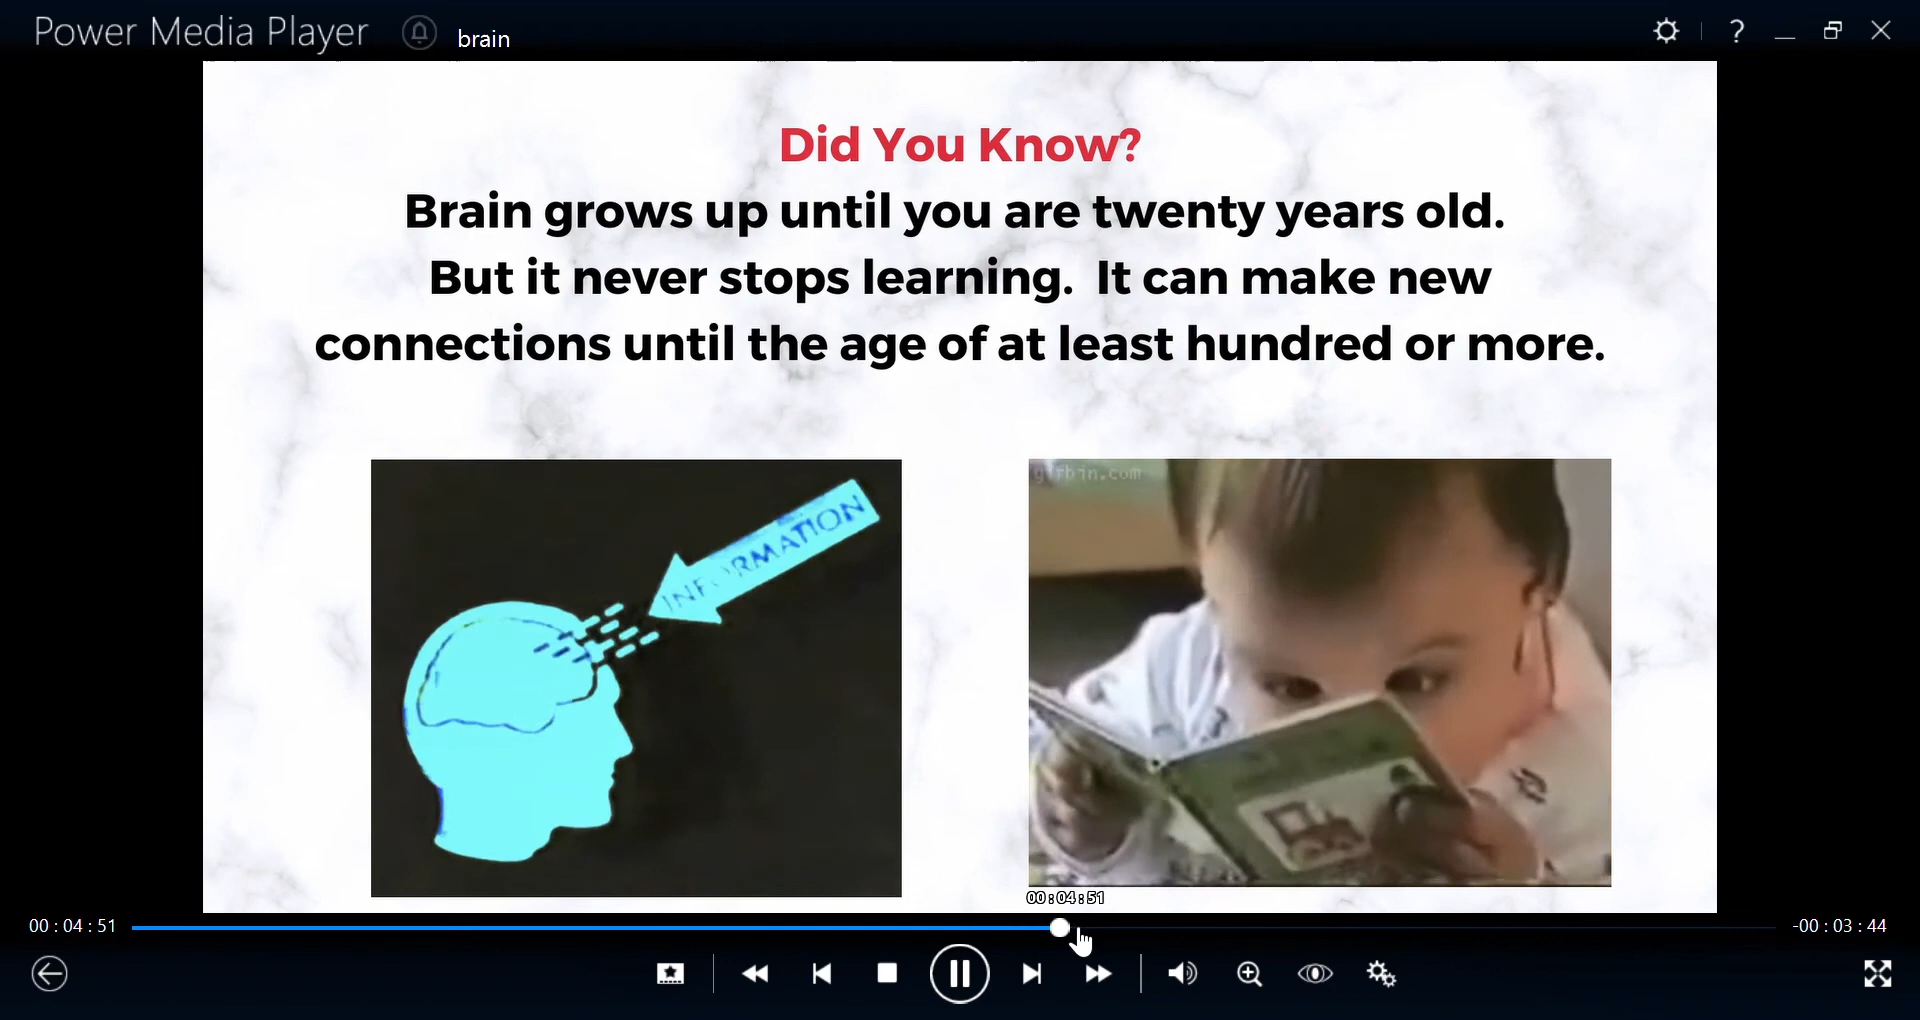 Power Media Player
brain
?
Did You Know?
Brain grows up until you are twenty years old.
But it never stops learning. It can make new
connections until the age of at least hundred or more.
INFORMATION
gifbin.com
00:04:51
00 : 04 : 51
-00 : 03 : 44